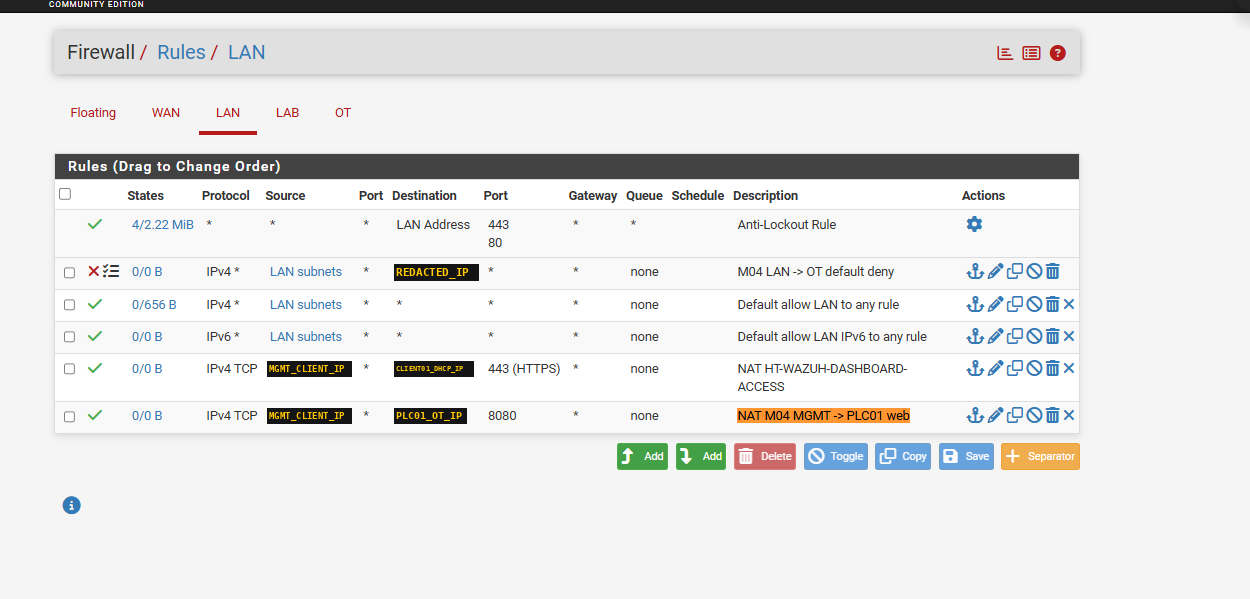 COMMUNITY EDITION
Firewall / Rules / LAN
Floating WAN LAN LAB OT
Rules (Drag to Change Order)
States Protocol Source Port Destination Port Gateway Queue Schedule Description Actions
4/2.22 MiB * * * LAN Address 443 * * Anti-Lockout Rule
80
0/0 B IPv4 * LAN subnets * REDACTED_IP * * none M04 LAN -> OT default deny
0/656 B IPv4 * LAN subnets * * * * none Default allow LAN to any rule
0/0 B IPv6 * LAN subnets * * * * none Default allow LAN IPv6 to any rule
0/0 B IPv4 TCP MGMT_CLIENT_IP * CLIENT01_DHCP_IP 443 (HTTPS) * none NAT HT-WAZUH-DASHBOARD-
ACCESS
0/0 B IPv4 TCP MGMT_CLIENT_IP * PLC01_OT_IP 8080 * none NAT M04 MGMT -> PLC01 web
Add Add Delete Toggle Copy Save Separator